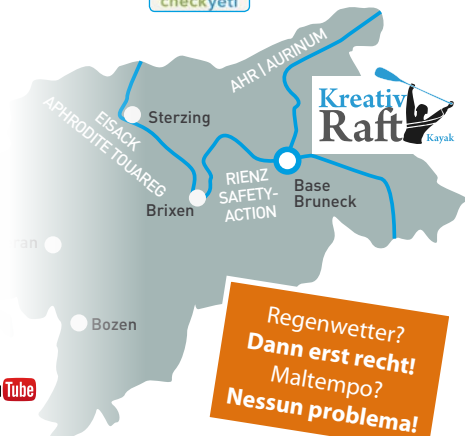 checkyeti
AHR | AURINUM
Kreativ
Raft
Kayak
Sterzing
EISACK
APHRODITE TOUAREG
RIENZ
SAFETY-
ACTION
Base
Bruneck
Brixen
Bozen
Tube
Regenwetter?
Dann erst recht!
Maltempo?
Nessun problema!